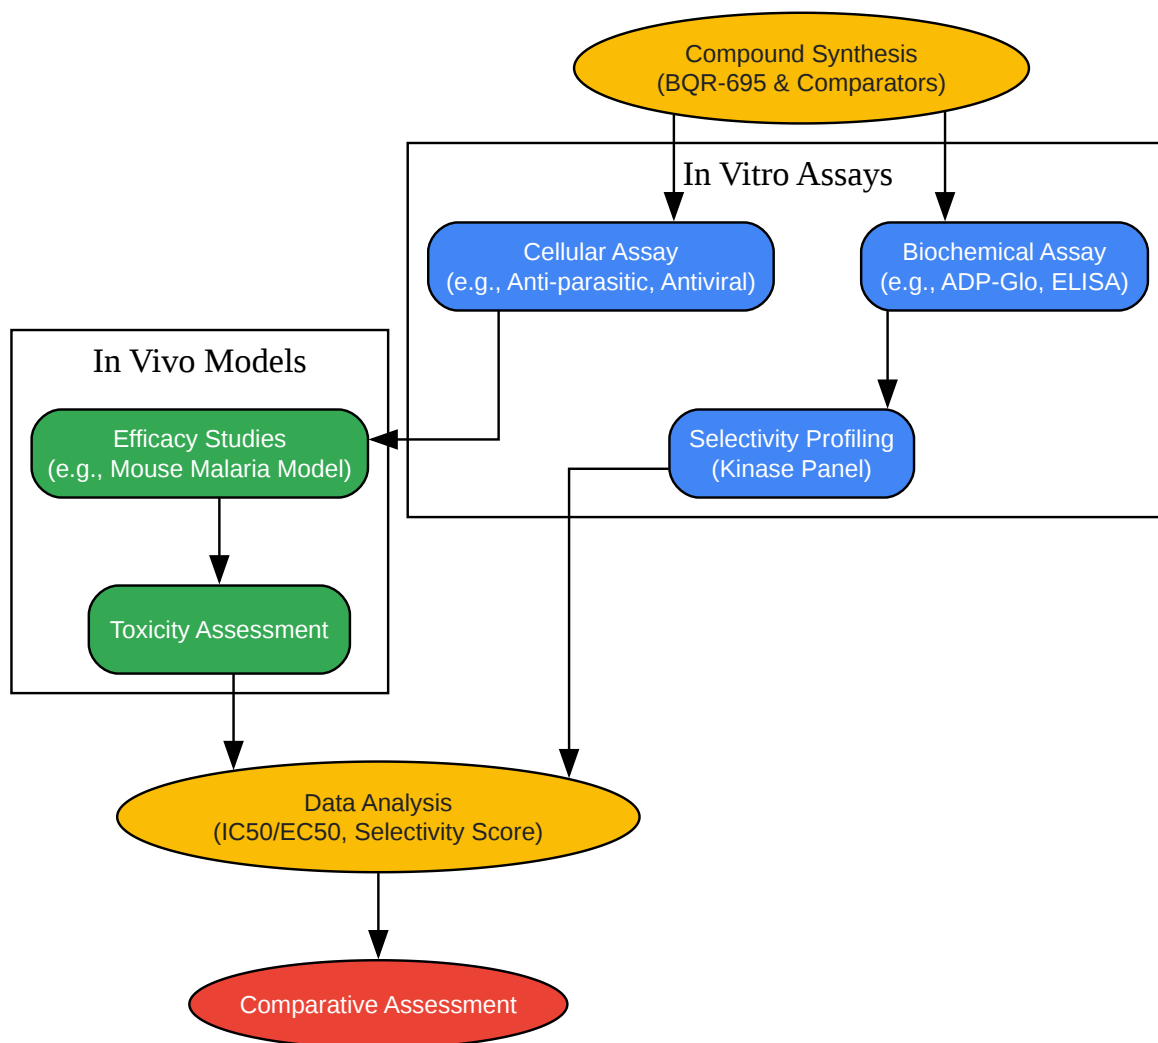 Compound Synthesis
(BQR-695 & Comparators)
In Vitro Assays
Cellular Assay
(e.g., Anti-parasitic, Antiviral)
Biochemical Assay
(e.g., ADP-Glo, ELISA)
In Vivo Models
Efficacy Studies
(e.g., Mouse Malaria Model)
Selectivity Profiling
(Kinase Panel)
Toxicity Assessment
Data Analysis
(IC50/EC50, Selectivity Score)
Comparative Assessment